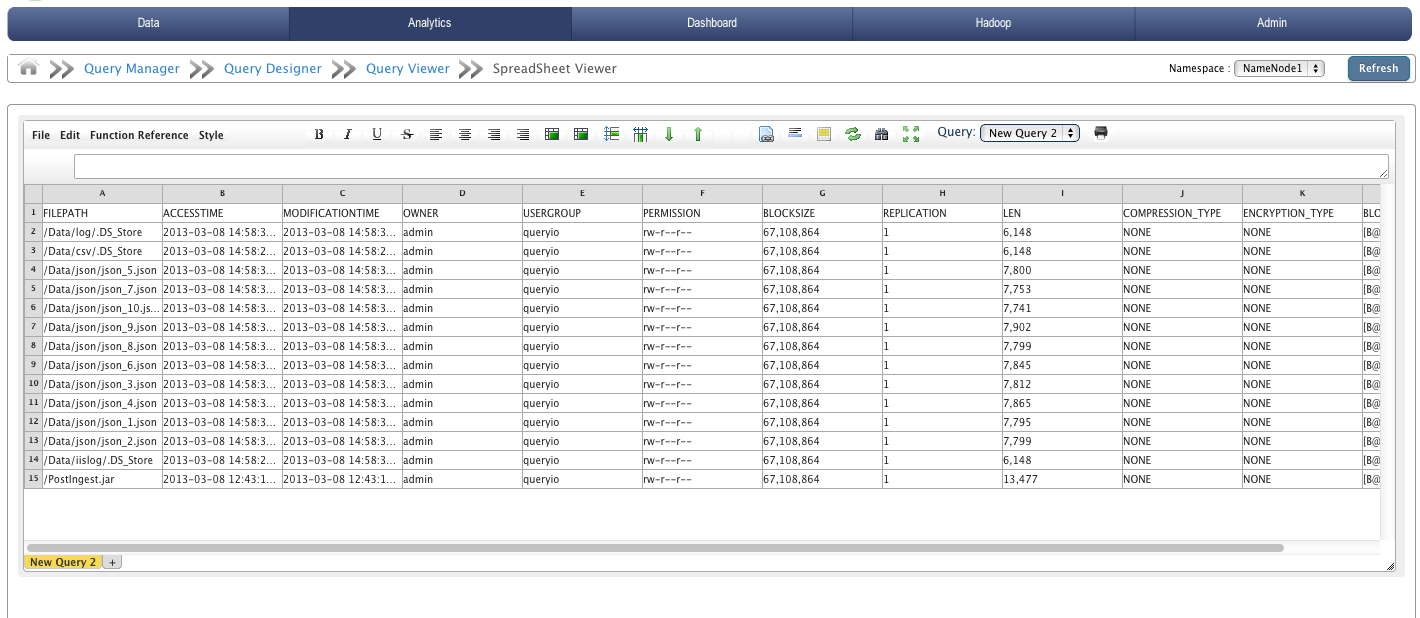 Data Analytics Dashboard Hadoop Admin
Query Manager Query Designer Query Viewer SpreadSheet Viewer Namespace : NameNode1 Refresh
File Edit Function Reference Style B I U S Query: New Query 2
A B C D E F G H I J K
1 FILEPATH ACCESSTIME MODIFICATIONTIME OWNER USERGROUP PERMISSION BLOCKSIZE REPLICATION LEN COMPRESSION_TYPE ENCRYPTION_TYPE BLO
2 /Data/log/.DS_Store 2013-03-08 14:58:3... 2013-03-08 14:58:3... admin queryio rw-r--r-- 67,108,864 1 6,148 NONE NONE [B@
3 /Data/csv/.DS_Store 2013-03-08 14:58:2... 2013-03-08 14:58:2... admin queryio rw-r--r-- 67,108,864 1 6,148 NONE NONE [B@
4 /Data/json/json_5.json 2013-03-08 14:58:3... 2013-03-08 14:58:3... admin queryio rw-r--r-- 67,108,864 1 7,800 NONE NONE [B@
5 /Data/json/json_7.json 2013-03-08 14:58:3... 2013-03-08 14:58:3... admin queryio rw-r--r-- 67,108,864 1 7,753 NONE NONE [B@
6 /Data/json/json_10.js... 2013-03-08 14:58:3... 2013-03-08 14:58:3... admin queryio rw-r--r-- 67,108,864 1 7,741 NONE NONE [B@
7 /Data/json/json_9.json 2013-03-08 14:58:3... 2013-03-08 14:58:3... admin queryio rw-r--r-- 67,108,864 1 7,902 NONE NONE [B@
8 /Data/json/json_8.json 2013-03-08 14:58:3... 2013-03-08 14:58:3... admin queryio rw-r--r-- 67,108,864 1 7,799 NONE NONE [B@
9 /Data/json/json_6.json 2013-03-08 14:58:3... 2013-03-08 14:58:3... admin queryio rw-r--r-- 67,108,864 1 7,845 NONE NONE [B@
10 /Data/json/json_3.json 2013-03-08 14:58:3... 2013-03-08 14:58:3... admin queryio rw-r--r-- 67,108,864 1 7,812 NONE NONE [B@
11 /Data/json/json_4.json 2013-03-08 14:58:3... 2013-03-08 14:58:3... admin queryio rw-r--r-- 67,108,864 1 7,865 NONE NONE [B@
12 /Data/json/json_1.json 2013-03-08 14:58:3... 2013-03-08 14:58:3... admin queryio rw-r--r-- 67,108,864 1 7,795 NONE NONE [B@
13 /Data/json/json_2.json 2013-03-08 14:58:3... 2013-03-08 14:58:3... admin queryio rw-r--r-- 67,108,864 1 7,799 NONE NONE [B@
14 /Data/iislog/.DS_Store 2013-03-08 14:58:2... 2013-03-08 14:58:3... admin queryio rw-r--r-- 67,108,864 1 6,148 NONE NONE [B@
15 /PostIngest.jar 2013-03-08 12:43:1... 2013-03-08 12:43:1... admin queryio rw-r--r-- 67,108,864 1 13,477 NONE NONE [B@
New Query 2 +